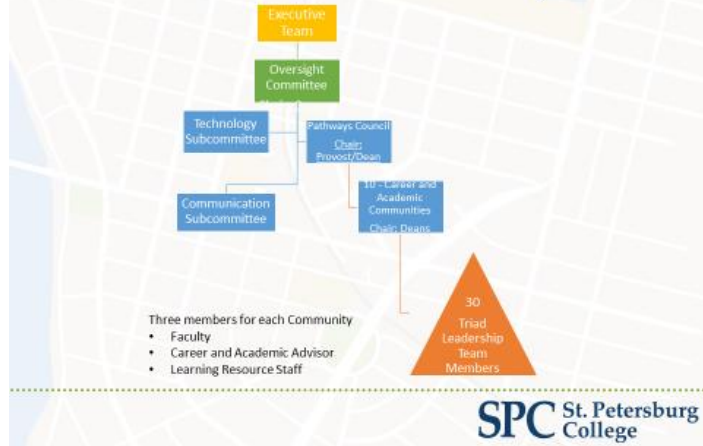 Executive
Team
Oversight
Committee
Technology
Subcommittee
Pathways Council
Chair:
Provost/Dean
Communication
Subcommittee
10 - Career and
Academic
Communities
Chair: Deans
30
Triad
Leadership
Team
Members
Three members for each Community
• Faculty
• Career and Academic Advisor
• Learning Resource Staff
SPC St. Petersburg
College